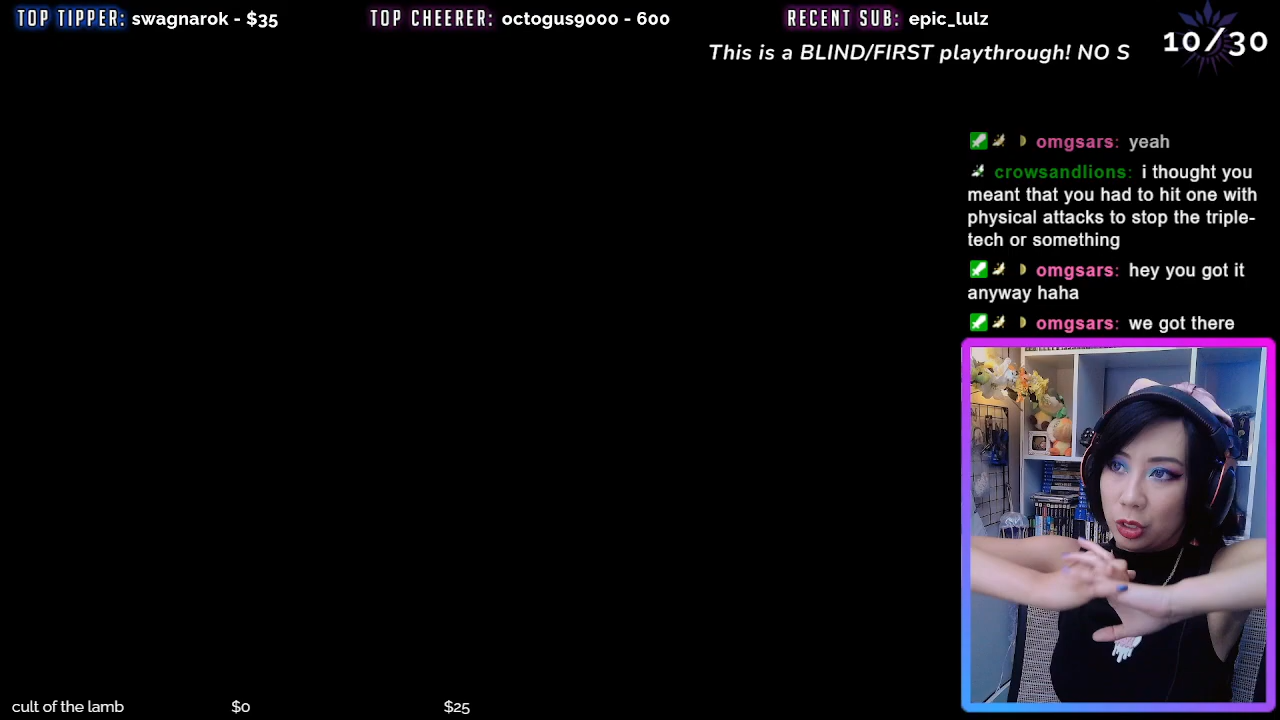 TOP TIPPER: swagnarok - $35
TOP CHEERER: octogus9000 - 600
RECENT SUB: epic_lulz
This is a BLIND/FIRST playthrough! NO S
10/30
omgsars: yeah
crowsandlions: i thought you
meant that you had to hit one with
physical attacks to stop the triple-
tech or something
omgsars: hey you got it
anyway haha
omgsars: we got there
cult of the lamb
$0
$25